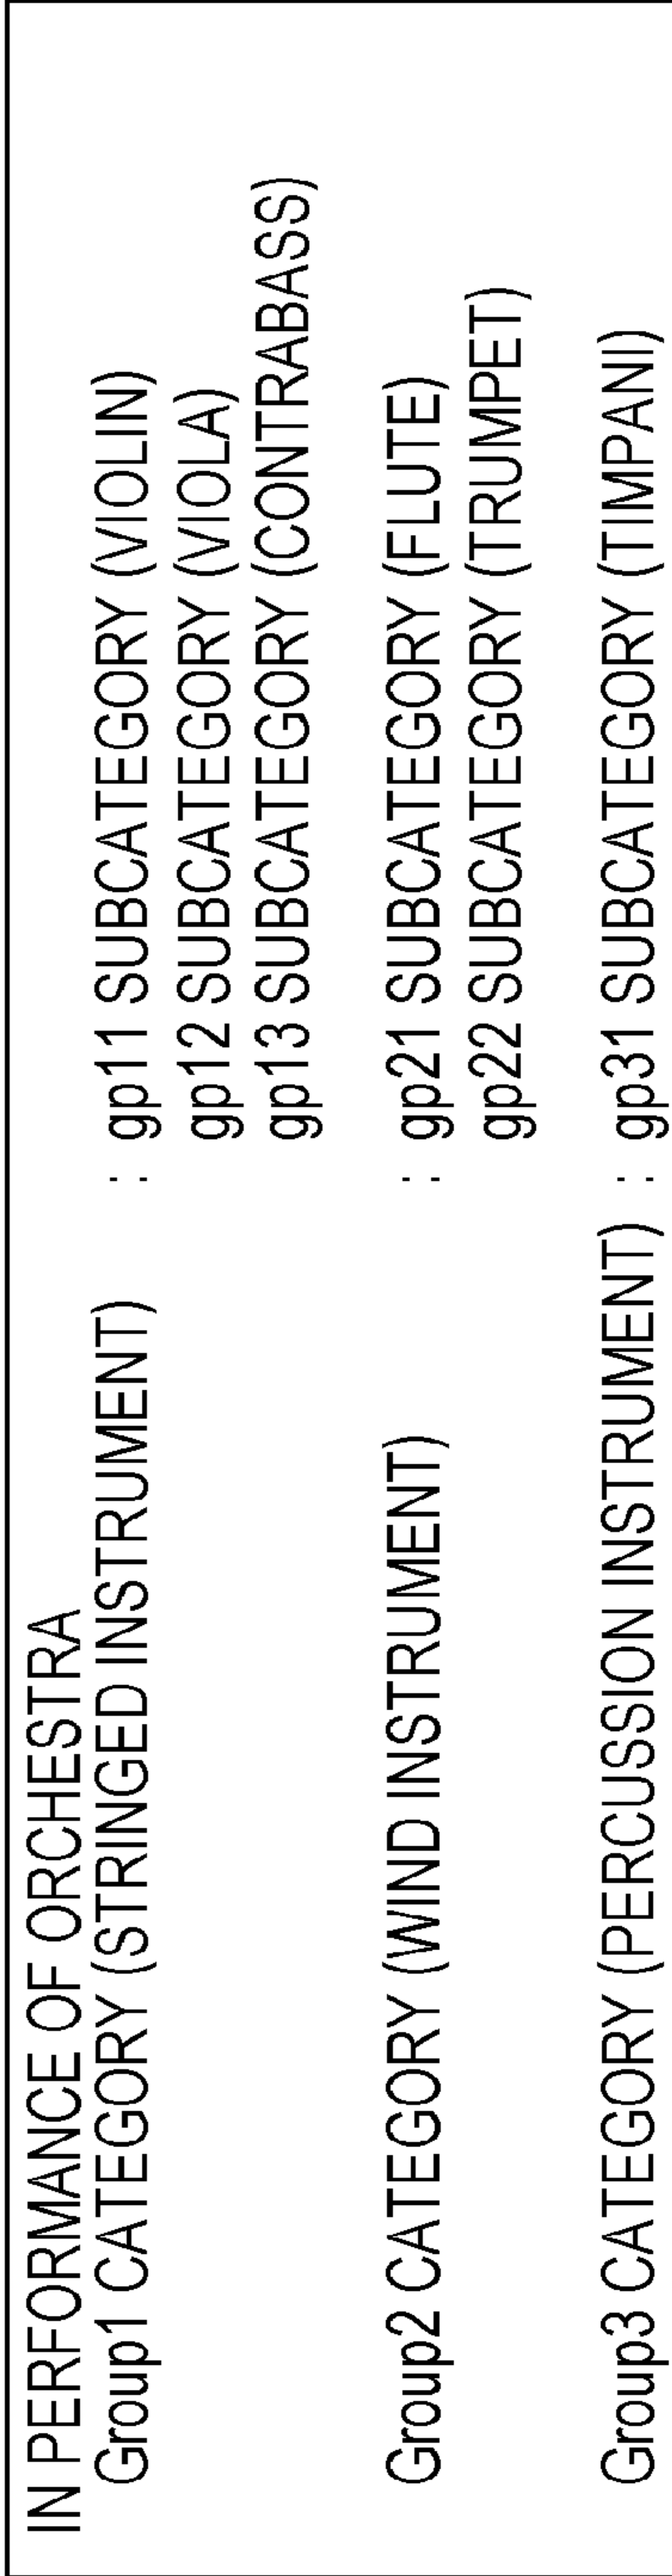 IN PERFORMANCE OF ORCHESTRA
Group1 CATEGORY (STRINGED INSTRUMENT) : gp11 SUBCATEGORY (VIOLIN)
gp12 SUBCATEGORY (VIOLA)
gp13 SUBCATEGORY (CONTRABASS)
Group2 CATEGORY (WIND INSTRUMENT) : gp21 SUBCATEGORY (FLUTE)
gp22 SUBCATEGORY (TRUMPET)
Group3 CATEGORY (PERCUSSION INSTRUMENT) : gp31 SUBCATEGORY (TIMPANI)